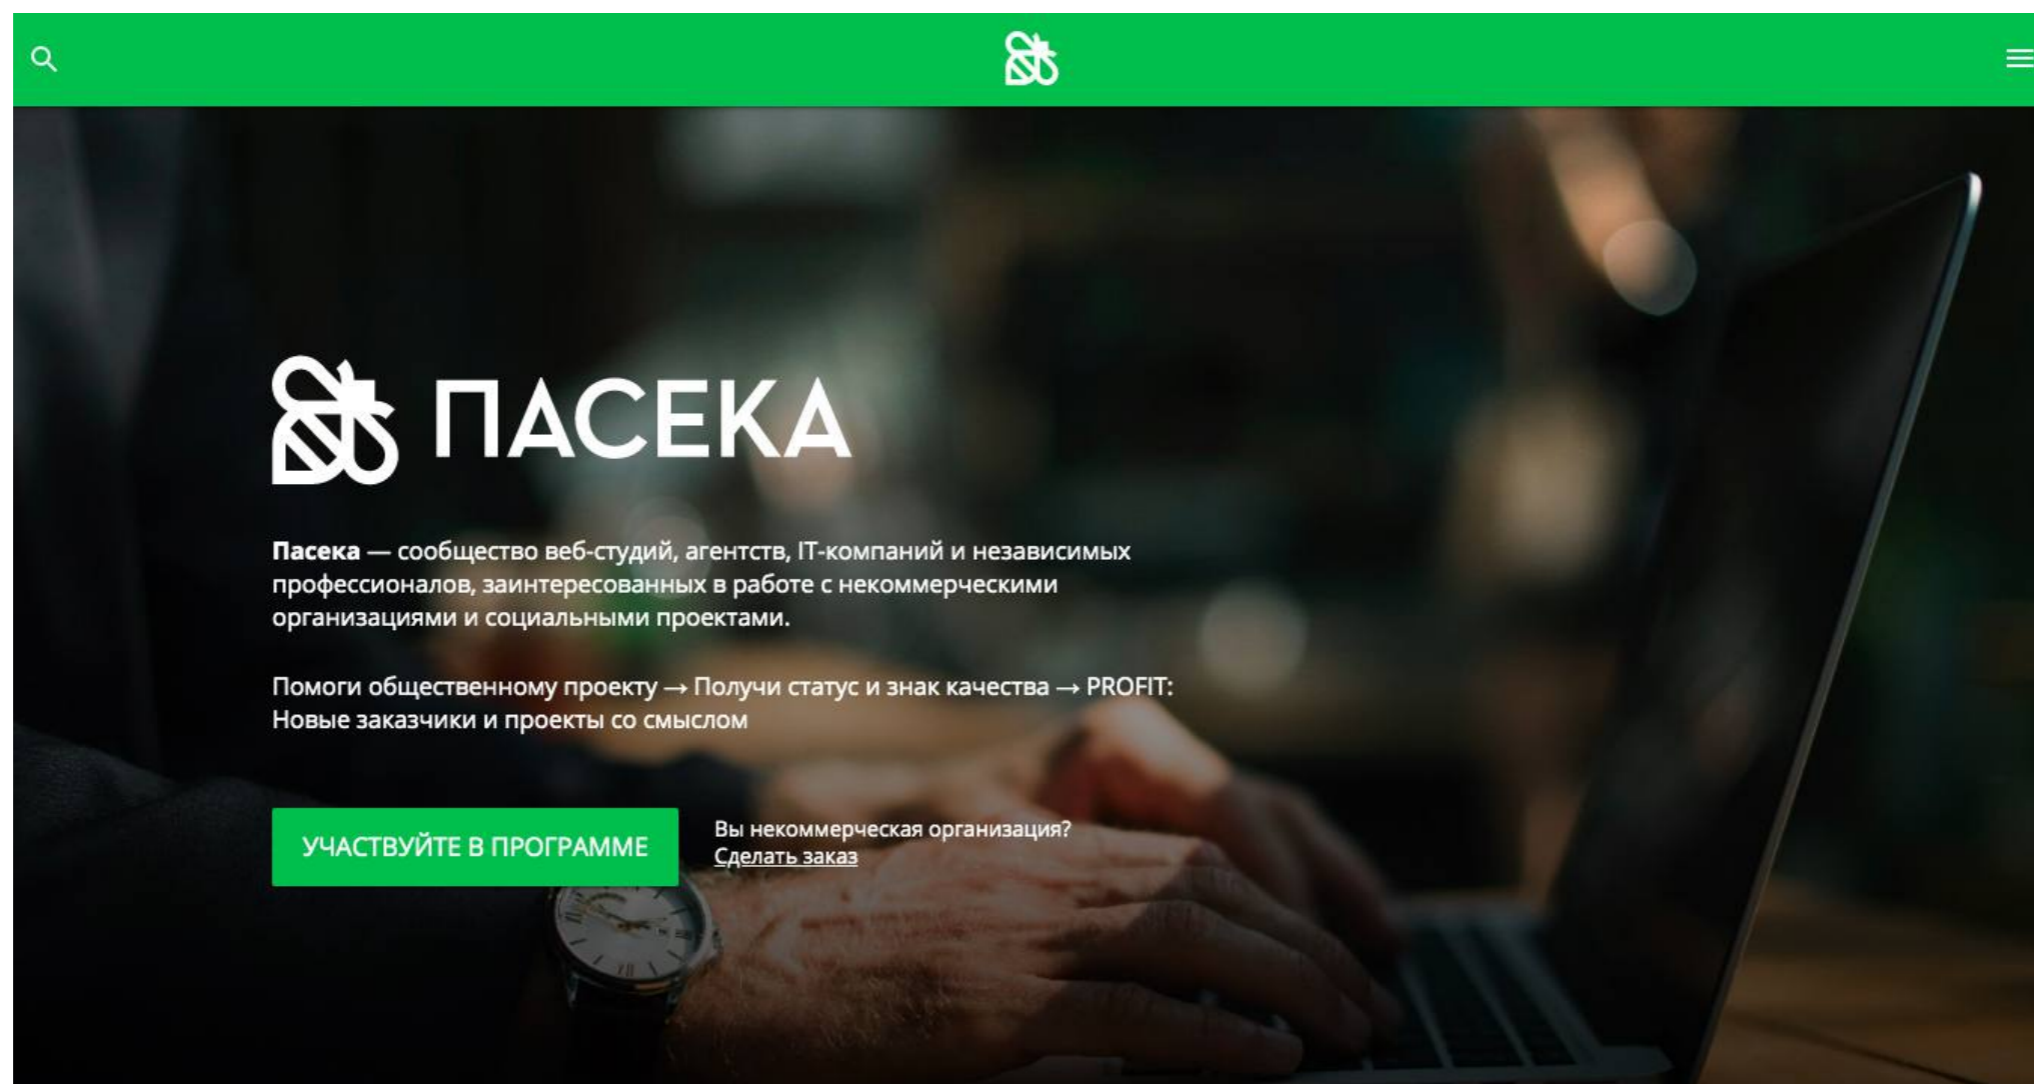 ПАСЕКА
Пасека — сообщество веб-студий, агентств, IT-компаний и независимых
профессионалов, заинтересованных в работе с некоммерческими
организациями и социальными проектами.
Помоги общественному проекту → Получи статус и знак качества → PROFIT:
Новые заказчики и проекты со смыслом
УЧАСТВУЙТЕ В ПРОГРАММЕ
Вы некоммерческая организация?
Сделать заказ